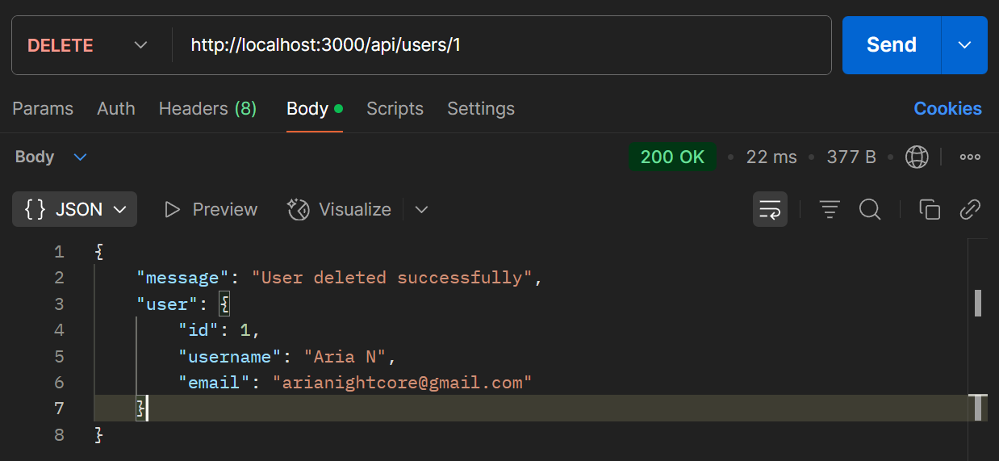 DELETE http://localhost:3000/api/users/1 Send
Params Auth Headers (8) Body Scripts Settings Cookies
Body 200 OK 22 ms 377 B
{ } JSON Preview Visualize
1 {
2 "message": "User deleted successfully",
3 "user": {
4 "id": 1,
5 "username": "Aria N",
6 "email": "arianightcore@gmail.com"
7 }
8 }